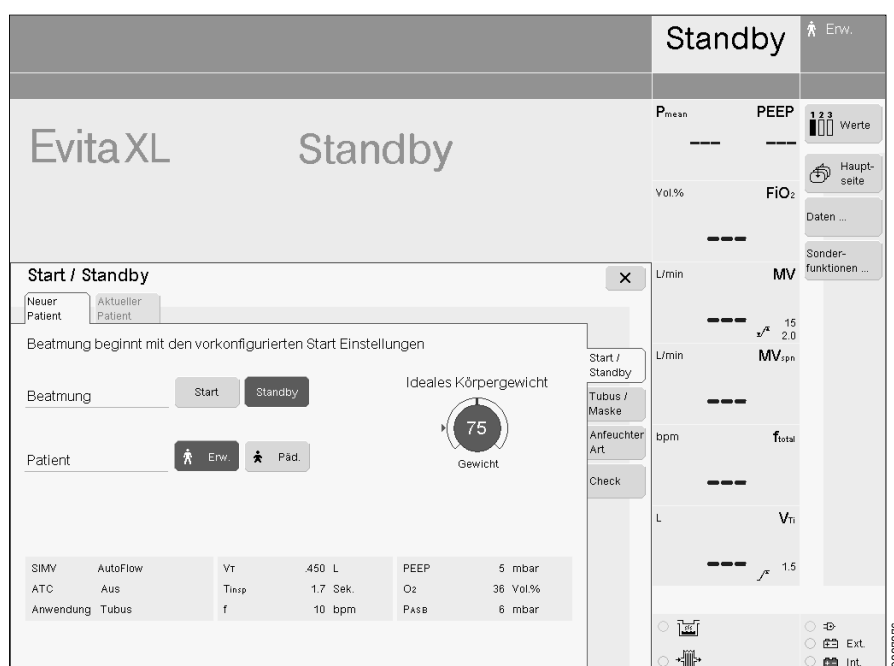 Standby
Erw.
Evita XL Standby
Pmean PEEP
--- ---
1 2 3
Werte
Haupt-
seite
Daten ...
Sonder-
funktionen ...
Vol.% FiO2
---
L/min MV
---
15
2.0
L/min MVspn
---
bpm ftotal
---
L VTi
---
1.5
Ext.
Int.
Start / Standby
Neuer
Patient
Aktueller
Patient
Beatmung beginnt mit den vorkonfigurierten Start Einstellungen
Beatmung Start Standby
Ideales Körpergewicht
75
Gewicht
Patient Erw. Päd.
Start /
Standby
Tubus /
Maske
Anfeuchter
Art
Check
SIMV AutoFlow VT .450 L PEEP 5 mbar
ATC Aus Tinsp 1.7 Sek. O2 36 Vol.%
Anwendung Tubus f 10 bpm PASB 6 mbar